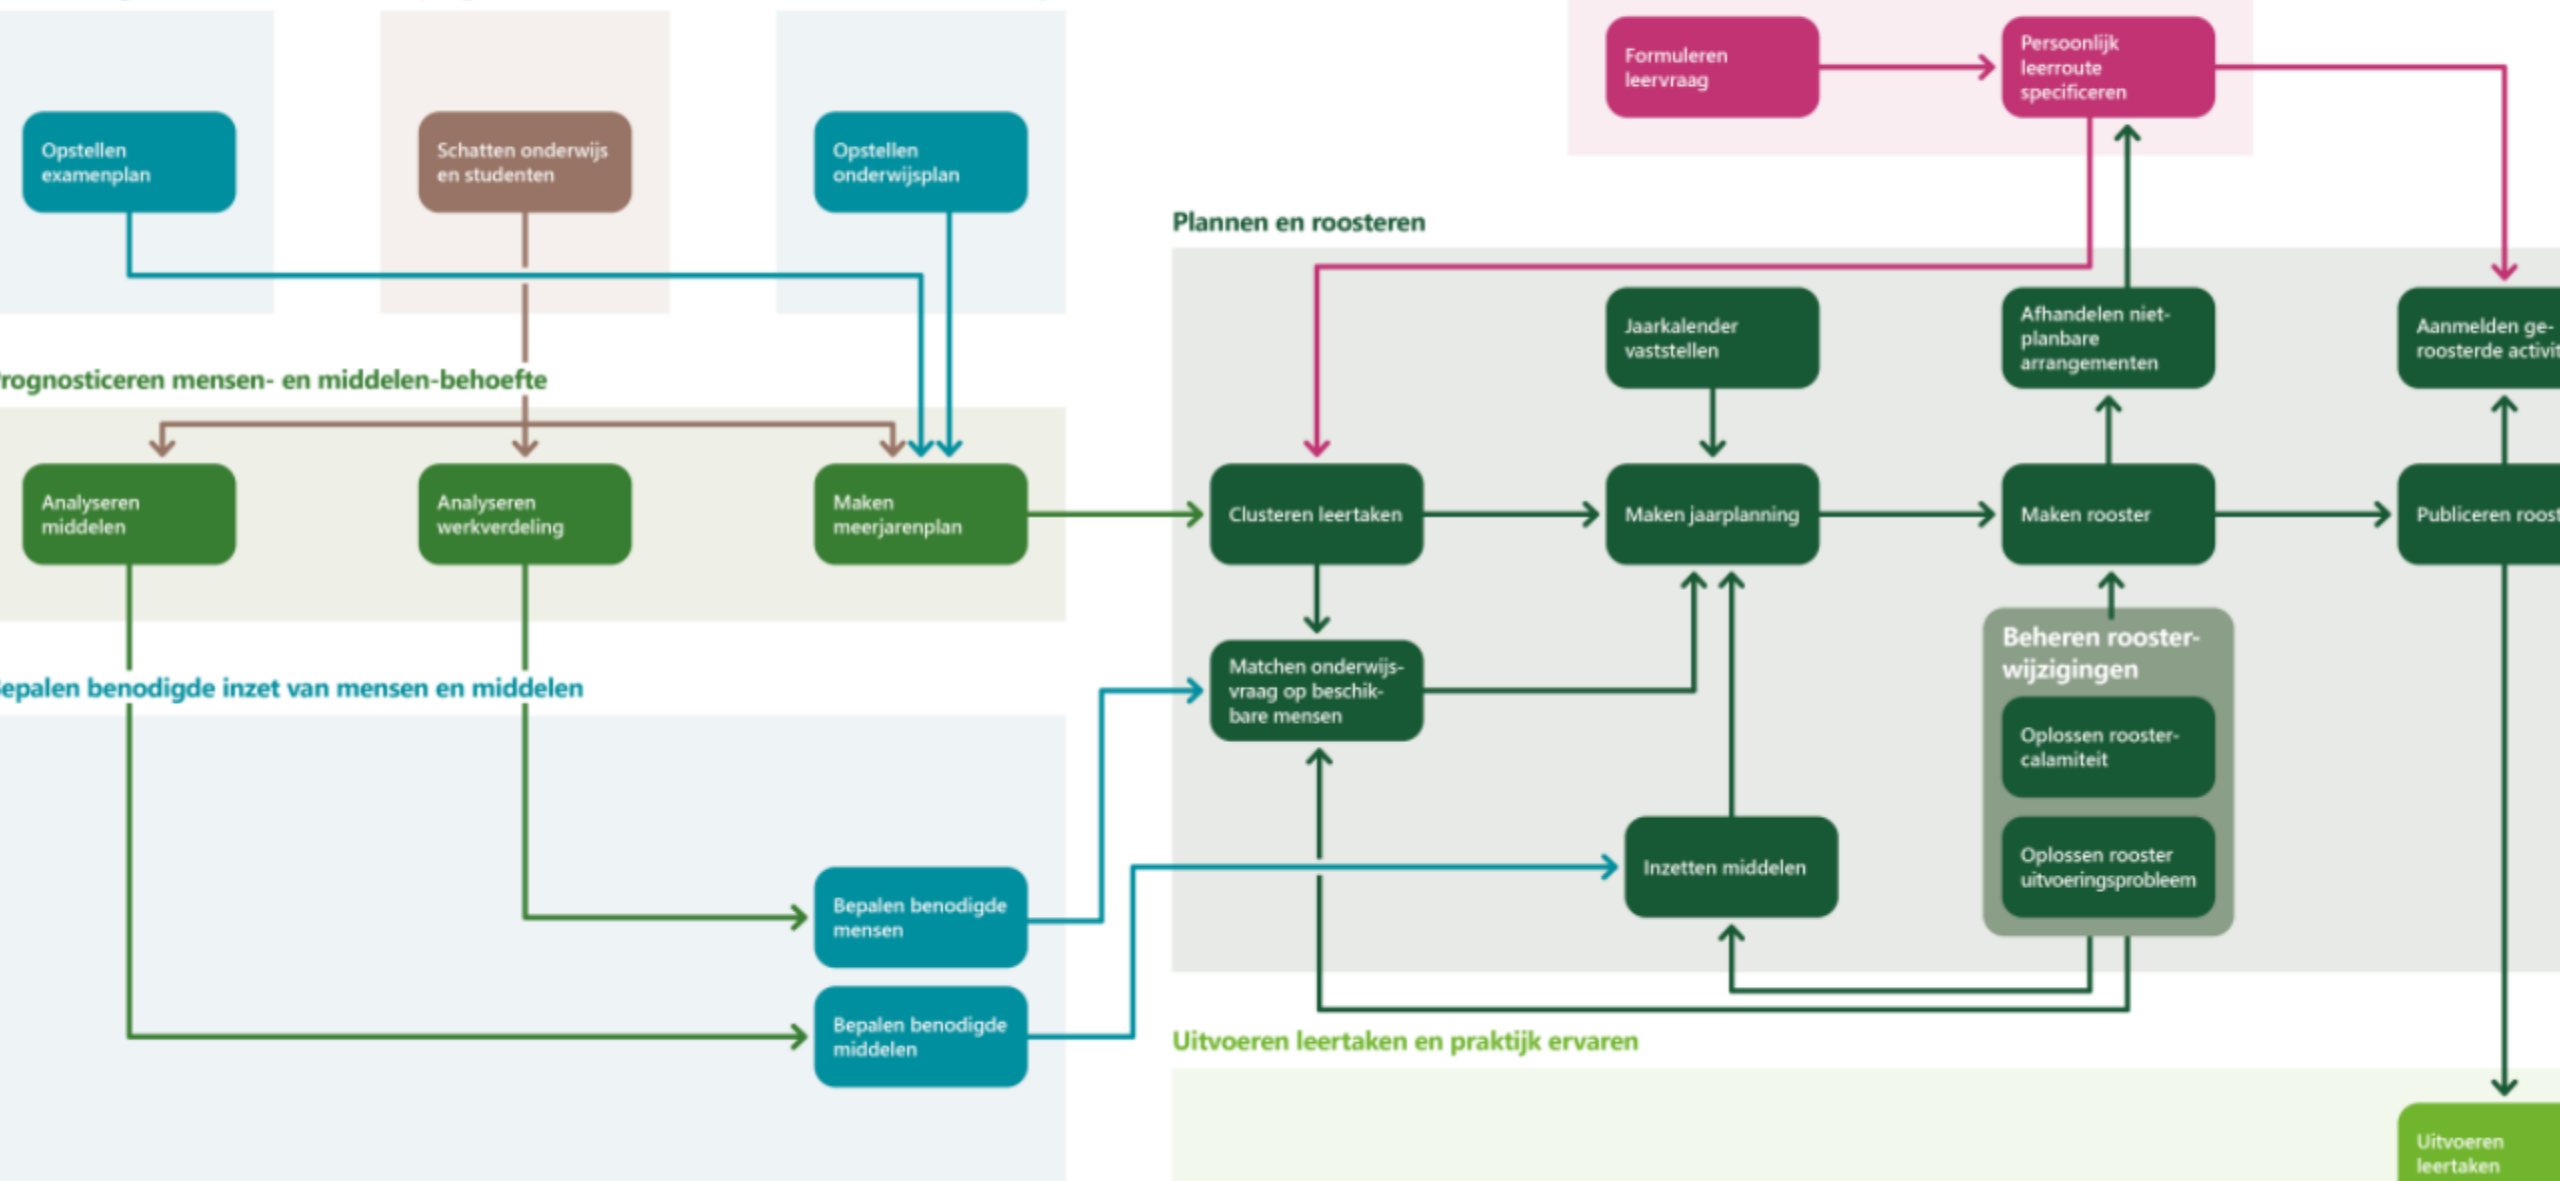 Formuleren
leervraag
Persoonlijk
leerroute
specificeren
Opstellen
examenplan
Schatten onderwijs
en studenten
Opstellen
onderwijsplan
Plannen en roosteren
Jaarkalender
vaststellen
Afhandelen niet-
planbare
arrangementen
Aanmelden ge-
roosterde activit
rognosticeren mensen- en middelen-behoefte
Analyseren
middelen
Analyseren
werkverdeling
Maken
meerjarenplan
Clusteren leertaken
Maken jaarplanning
Maken rooster
Publiceren roost
Beheren rooster-
wijzigingen
Matchen onderwijs-
vraag op beschik-
bare mensen
epalen benodigde inzet van mensen en middelen
Oplossen rooster-
calamiteit
Inzetten middelen
Oplossen rooster
uitvoeringsprobleem
Bepalen benodigde
mensen
Bepalen benodigde
middelen
Uitvoeren leertaken en praktijk ervaren
Uitvoeren
leertaken